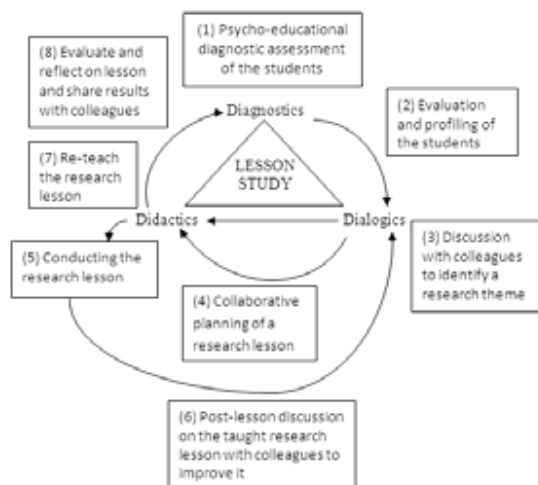 (1) Psycho-educational
diagnostic assessment
of the students
(8) Evaluate and
reflect on lesson
and share results
with colleagues
Diagnostics
(2) Evaluation
and profiling of
the students
(7) Re-teach
the research
lesson
LESSON
STUDY
Didactics
Dialogics
(3) Discussion
with colleagues
to identify a
research theme
(5) Conducting the
research lesson
(4) Collaborative
planning of a
research lesson
(6) Post-lesson discussion
on the taught research
lesson with colleagues to
improve it